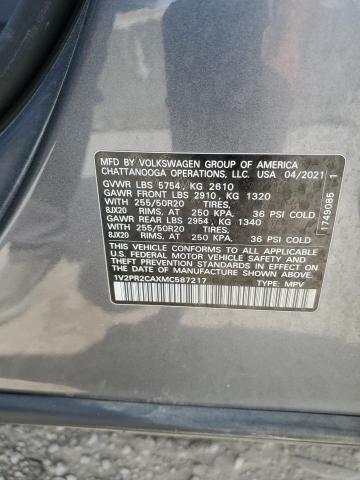 MFD BY VOLKSWAGEN GROUP OF AMERICA
CHATTANOOGA OPERATIONS, LLC. USA 04/2021
GVWR LBS 5754, KG 2610
GAWR FRONT LBS 2910, KG 1320
WITH 255/50R20 TIRES,
8JX20 RIMS, AT 250 KPA, 36 PSI COLD
GAWR REAR LBS 2954, KG 1340
WITH 255/50R20 TIRES,
8JX20 RIMS, AT 250 KPA, 36 PSI COLD
THIS VEHICLE CONFORMS TO ALL APPLICABLE
U.S. FEDERAL MOTOR VEHICLE SAFETY AND
THEFT PREVENTION STANDARDS IN EFFECT
ON THE DATE OF MANUFACTURE SHOWN ABOVE.
1V2PR2CAXMC587217 TYPE: MPV
1749085 1